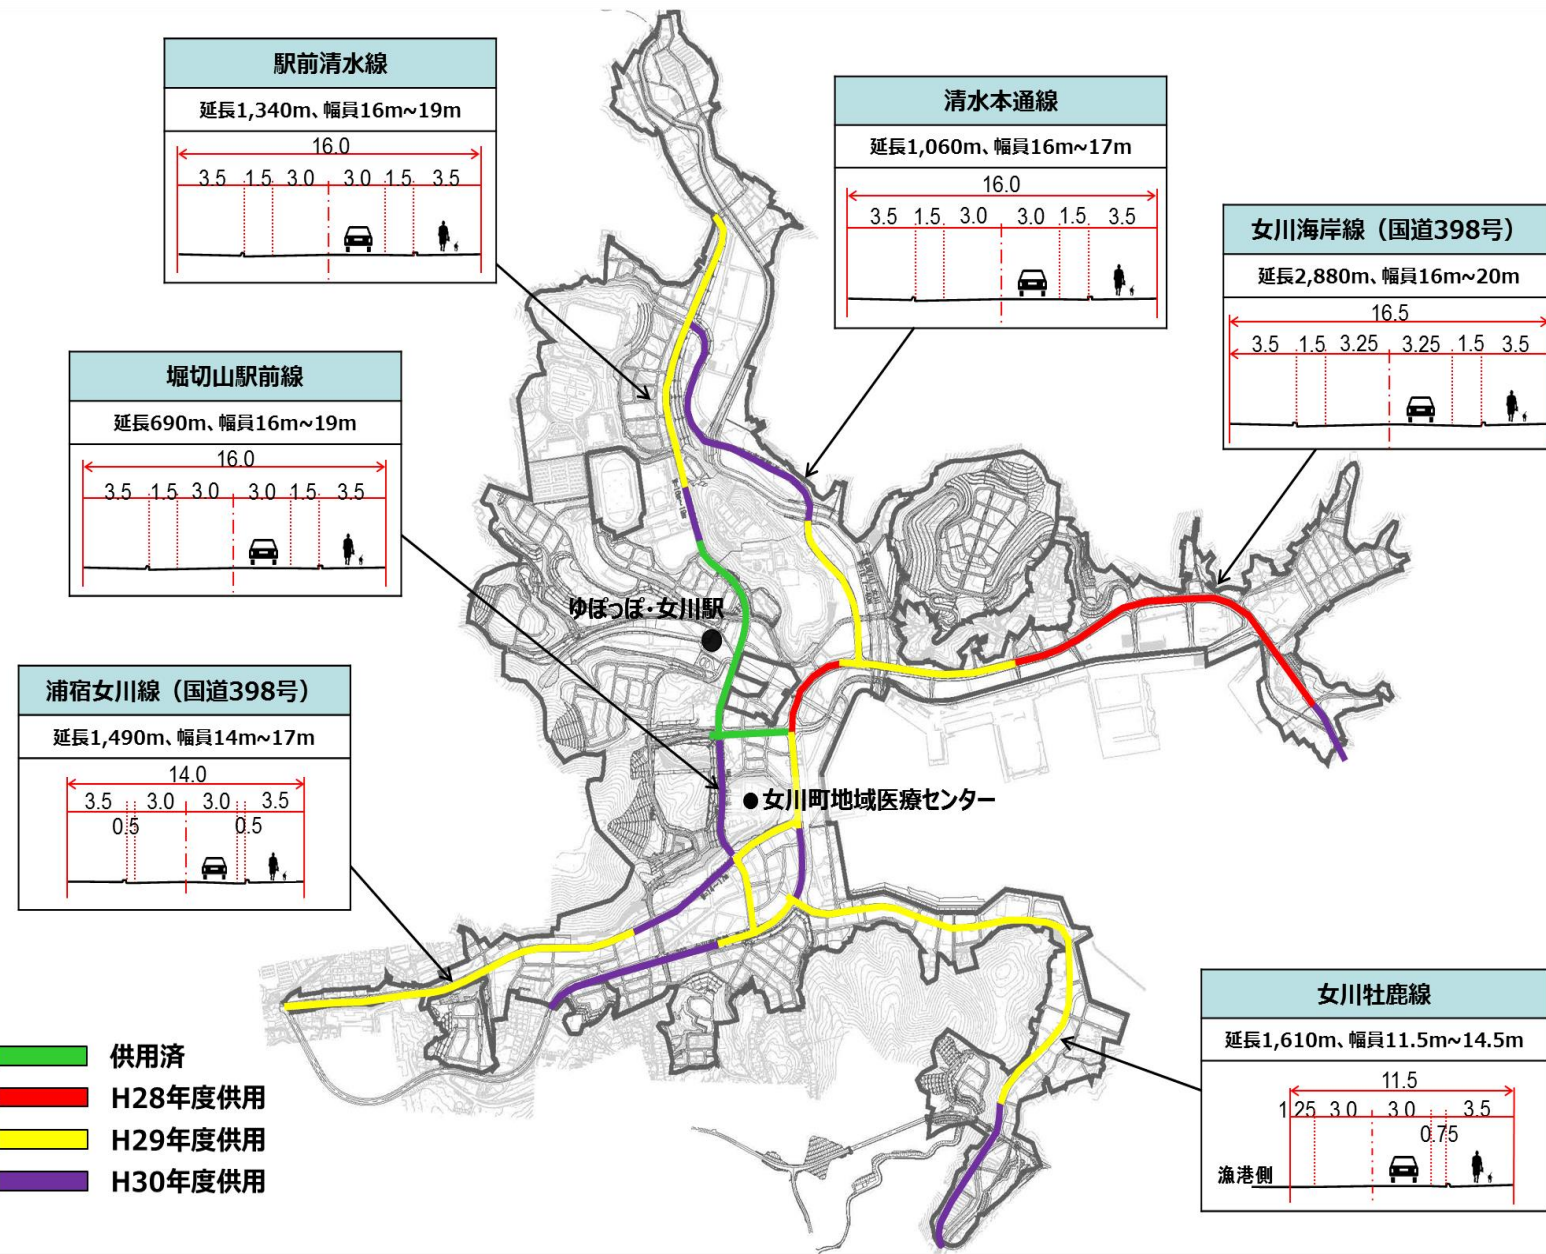 駅前清水線
延長1,340m、幅員16m~19m
16.0
3.5 1.5 3.0 3.0 1.5 3.5
清水本通線
延長1,060m、幅員16m~17m
16.0
3.5 1.5 3.0 3.0 1.5 3.5
女川海岸線（国道398号）
延長2,880m、幅員16m~20m
16.5
3.5 1.5 3.25 3.25 1.5 3.5
堀切山駅前線
延長690m、幅員16m~19m
16.0
3.5 1.5 3.0 3.0 1.5 3.5
ゆぽっぽ・女川駅
浦宿女川線（国道398号）
延長1,490m、幅員14m~17m
14.0
3.5 3.0 3.0 3.5
0.5 0.5
女川町地域医療センター
女川牡鹿線
延長1,610m、幅員11.5m~14.5m
11.5
1.25 3.0 3.0 3.5
0.75
漁港側
供用済
H28年度供用
H29年度供用
H30年度供用